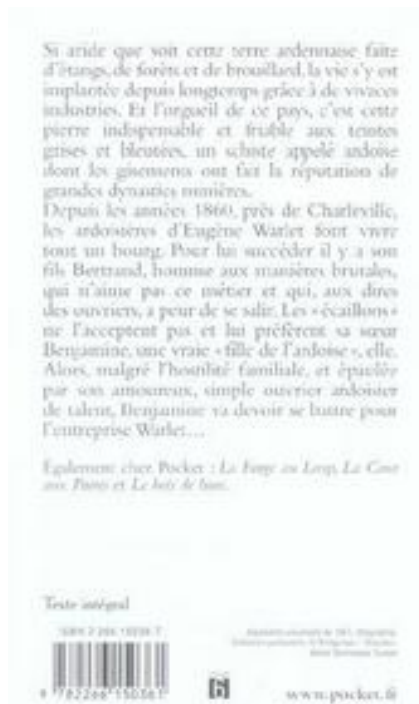 Si aride que soit cette terre ardennaise faite
d'étangs, de forêts et de brouillard, la vie s'y est
implantée depuis longtemps grâce à de vivaces
industries. Et l'orgueil de ce pays, c'est cette
pierre indispensable et friable aux teintes
grises et bleutées, un schiste appelé ardoise
dont les gisements ont fait la réputation de
grandes dynasties minières.
Depuis les années 1860, près de Charleville,
les ardoisières d'Eugène Warlet font vivre
tout un bourg. Pour lui succéder il y a son
fils Bertrand, homme aux manières brutales,
qui n'aime pas ce métier et qui, aux dires
des ouvriers, a peur de se salir. Les « écaillons »
ne l'acceptent pas et lui préfèrent sa sœur
Benjamine, une vraie « fille de l'ardoise », elle.
Alors, malgré l'hostilité familiale, et épaulée
par son amoureux, simple ouvrier ardoisier
de talent, Benjamine va devoir se battre pour
l'entreprise Warlet…
Également chez Pocket : La Forge au Loup, La Cour
aux Paons et Le bois de lune.
Texte intégral
9 782266 150361
www.pocket.fr